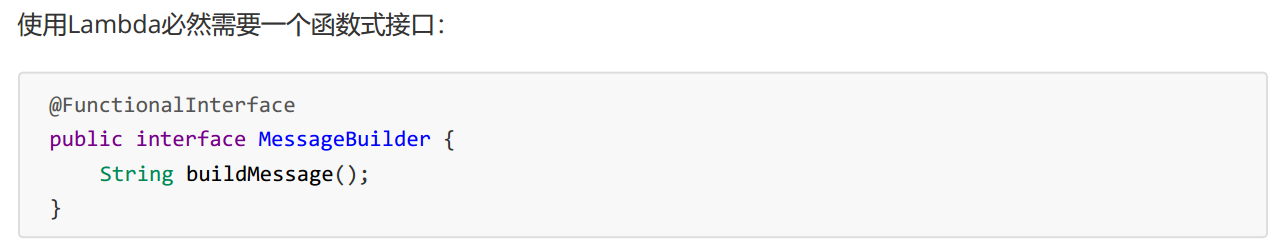 使用Lambda必然需要一个函数式接口：
@FunctionalInterface
public interface MessageBuilder {
    String buildMessage();
}